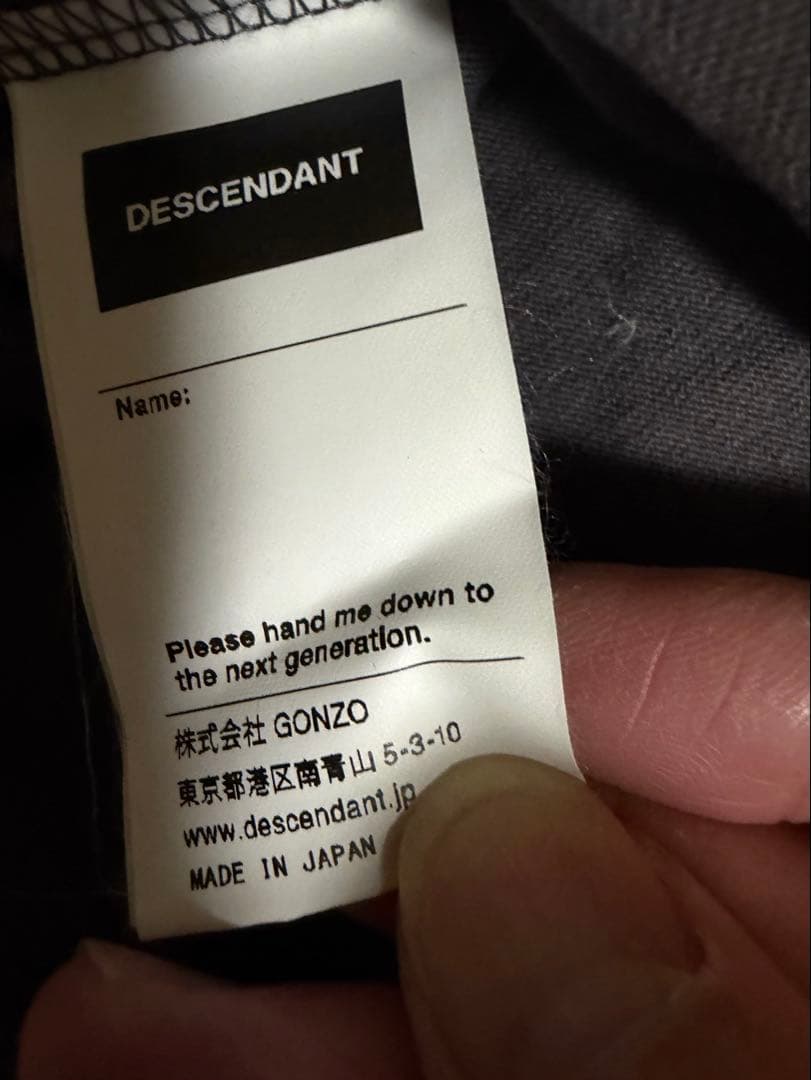 DESCENDANT
Name:
Please hand me down to
the next generation.
株式会社 GONZO
東京都港区南青山 5-3-10
www.descendant.jp
MADE IN JAPAN